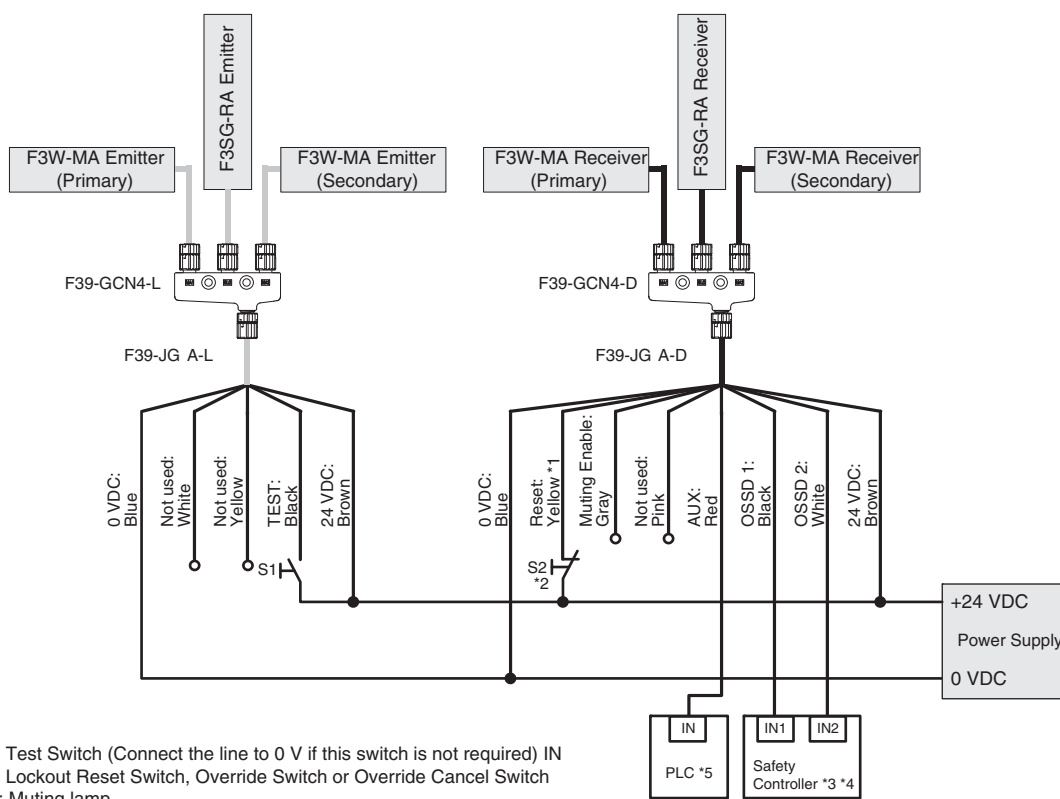 F3SG-RA Emitter
F3W-MA Emitter
(Primary)
F3W-MA Emitter
(Secondary)
F39-GCN4-L
F39-JG A-L
0 VDC:
Blue
Not used:
White
Not used:
Yellow
TEST:
Black
24 VDC:
Brown
S1
F3SG-RA Receiver
F3W-MA Receiver
(Primary)
F3W-MA Receiver
(Secondary)
F39-GCN4-D
F39-JG A-D
0 VDC:
Blue
Reset:
Yellow *1
Muting Enable:
Gray
Not used:
Pink
AUX:
Red
OSSD 1:
Black
OSSD 2:
White
24 VDC:
Brown
S2
*2
+24 VDC
Power Supply
0 VDC
IN
PLC *5
IN1
IN2
Safety
Controller *3 *4
Test Switch (Connect the line to 0 V if this switch is not required) IN
Lockout Reset Switch, Override Switch or Override Cancel Switch
: Muting lamp